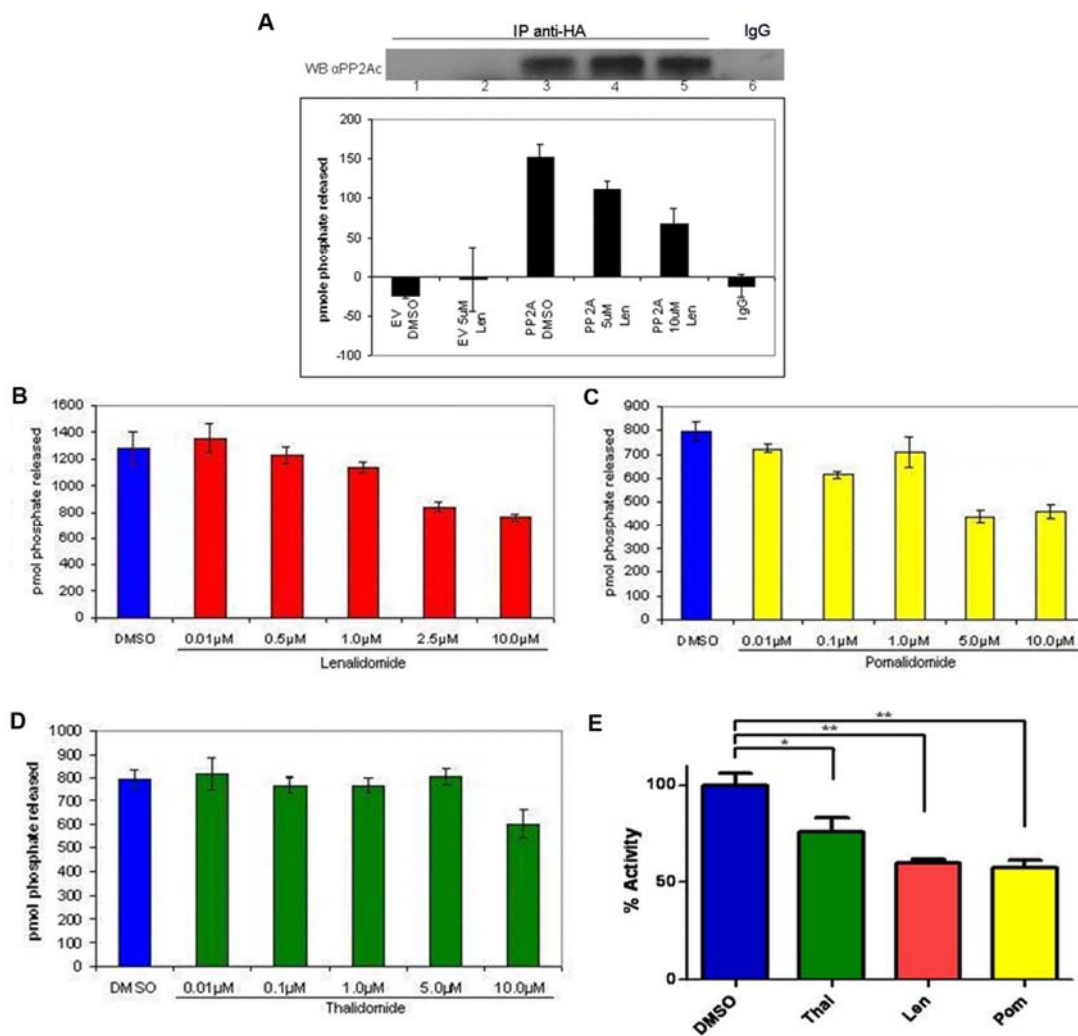 A
IP anti-HA
IgG
WB αPP2Ac
1 2 3 4 5 6
pmole phosphate released
200
150
100
50
0
-50
-100
EV DMSO
EV 5uM Len
PP2A DMSO
PP2A 5uM Len
PP2A 10uM Len
IgG
B
pmol phosphate released
1600
1400
1200
1000
800
600
400
200
0
DMSO 0.01µM 0.5µM 1.0µM 2.5µM 10.0µM
Lenalidomide
C
pmol phosphate released
900
800
700
600
500
400
300
200
100
0
DMSO 0.01µM 0.1µM 1.0µM 5.0µM 10.0µM
Pomalidomide
D
pmol phosphate released
1000
900
800
700
600
500
400
300
200
100
0
DMSO 0.01µM 0.1µM 1.0µM 5.0µM 10.0µM
Thalidomide
E
**
**
*
% Activity
100
50
0
DMSO Thal Len Pom